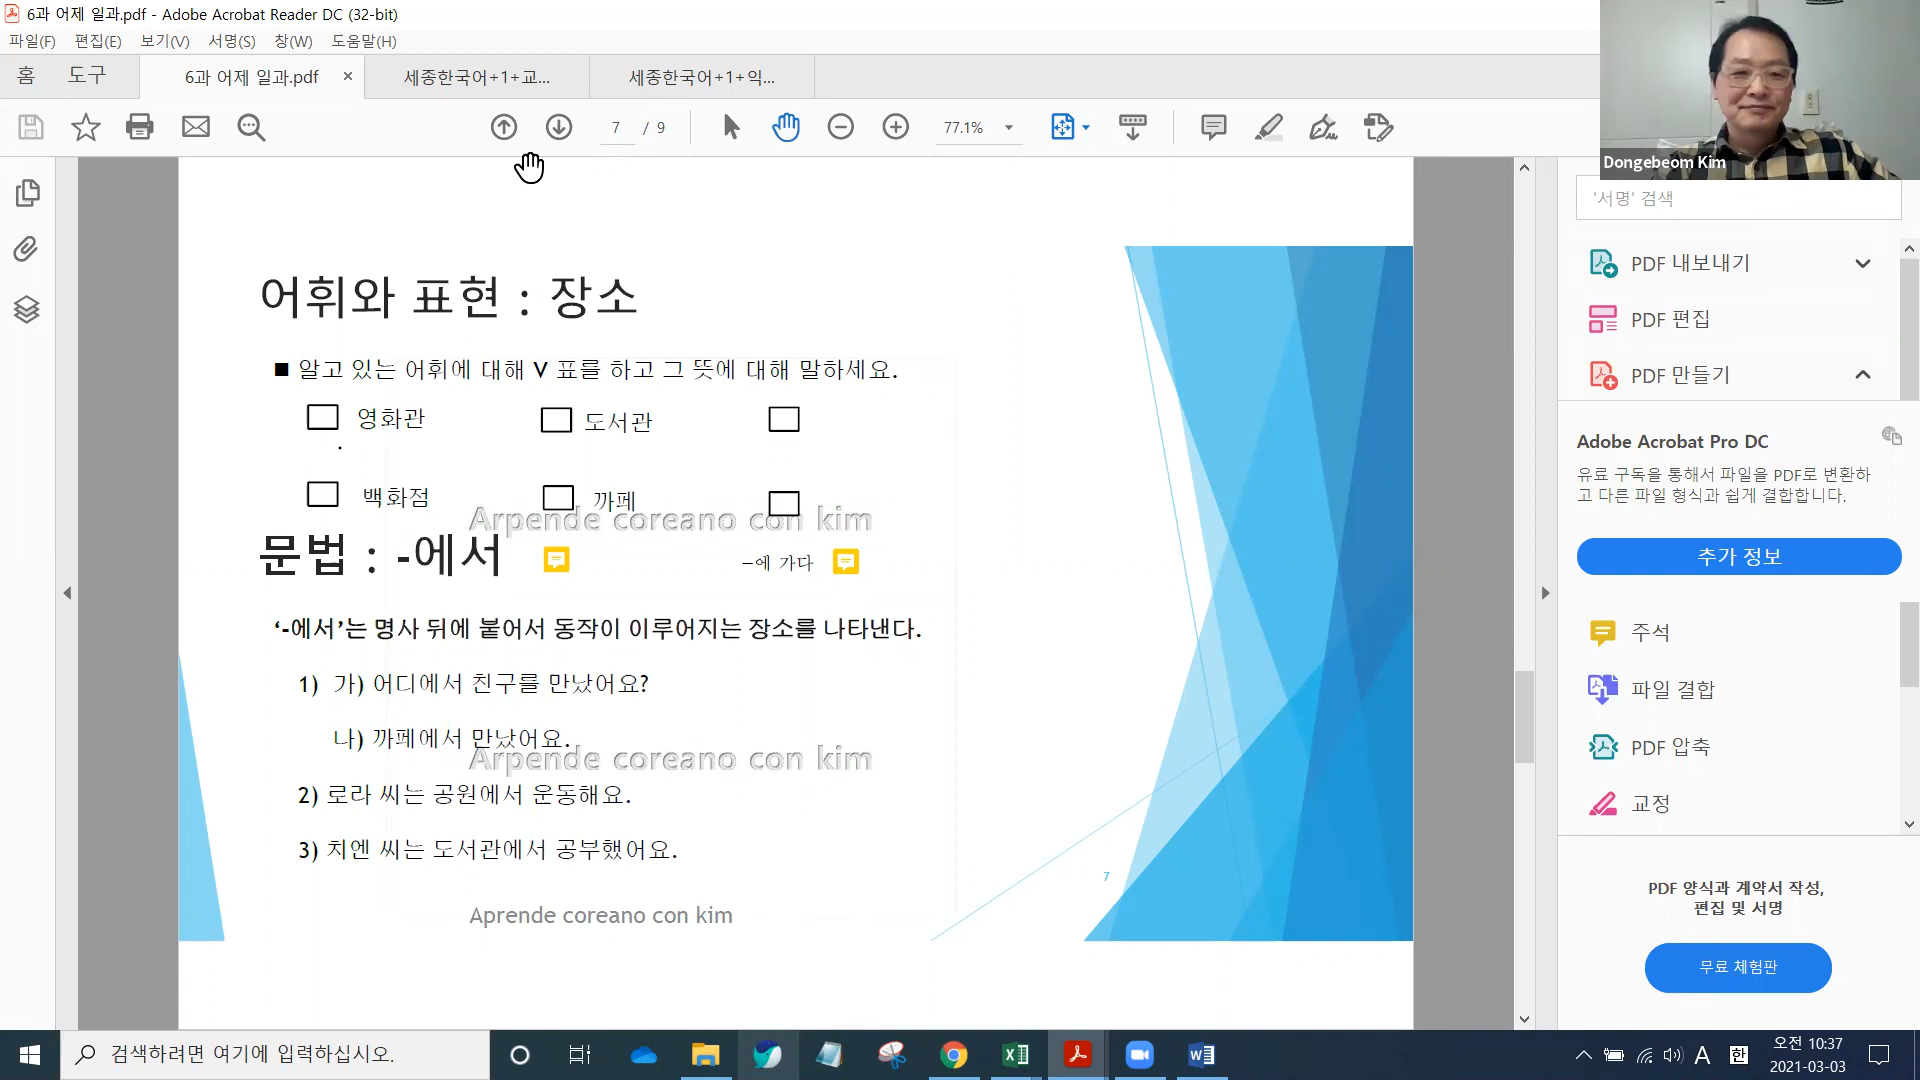 6과 어제 일과.pdf - Adobe Acrobat Reader DC (32-bit)
파일(F) 편집(E) 보기(V) 서명(S) 창(W) 도움말(H)
홈 도구 6과 어제 일과.pdf × 세종한국어+1+교... 세종한국어+1+익...
7 / 9 77.1%
Dongebeom Kim
'서명' 검색
PDF 내보내기
PDF 편집
PDF 만들기
Adobe Acrobat Pro DC
유료 구독을 통해서 파일을 PDF로 변환하
고 다른 파일 형식과 쉽게 결합합니다.
추가 정보
주석
파일 결합
PDF 압축
교정
PDF 양식과 계약서 작성,
편집 및 서명
무료 체험판
어휘와 표현 : 장소
■ 알고 있는 어휘에 대해 V 표를 하고 그 뜻에 대해 말하세요.
영화관 도서관
.
백화점 까페
Arpende coreano con kim
문법 : -에서 –에 가다
‘-에서’는 명사 뒤에 붙어서 동작이 이루어지는 장소를 나타낸다.
1) 가) 어디에서 친구를 만났어요?
나) 까페에서 만났어요.
Arpende coreano con kim
2) 로라 씨는 공원에서 운동해요.
3) 치엔 씨는 도서관에서 공부했어요.
7
Aprende coreano con kim
검색하려면 여기에 입력하십시오.
A 한 오전 10:37
2021-03-03